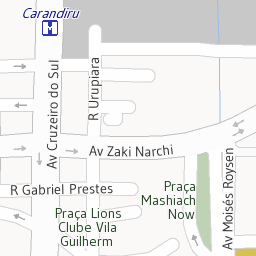 Carandiru
H
R Urupiara
Av Cruzeiro do Sul
Av Zaki Narchi
R Gabriel Prestes
Praça
Mashiach
Now
Av Moisés Roysen
Praça Lions
Clube Vila
Guilherm